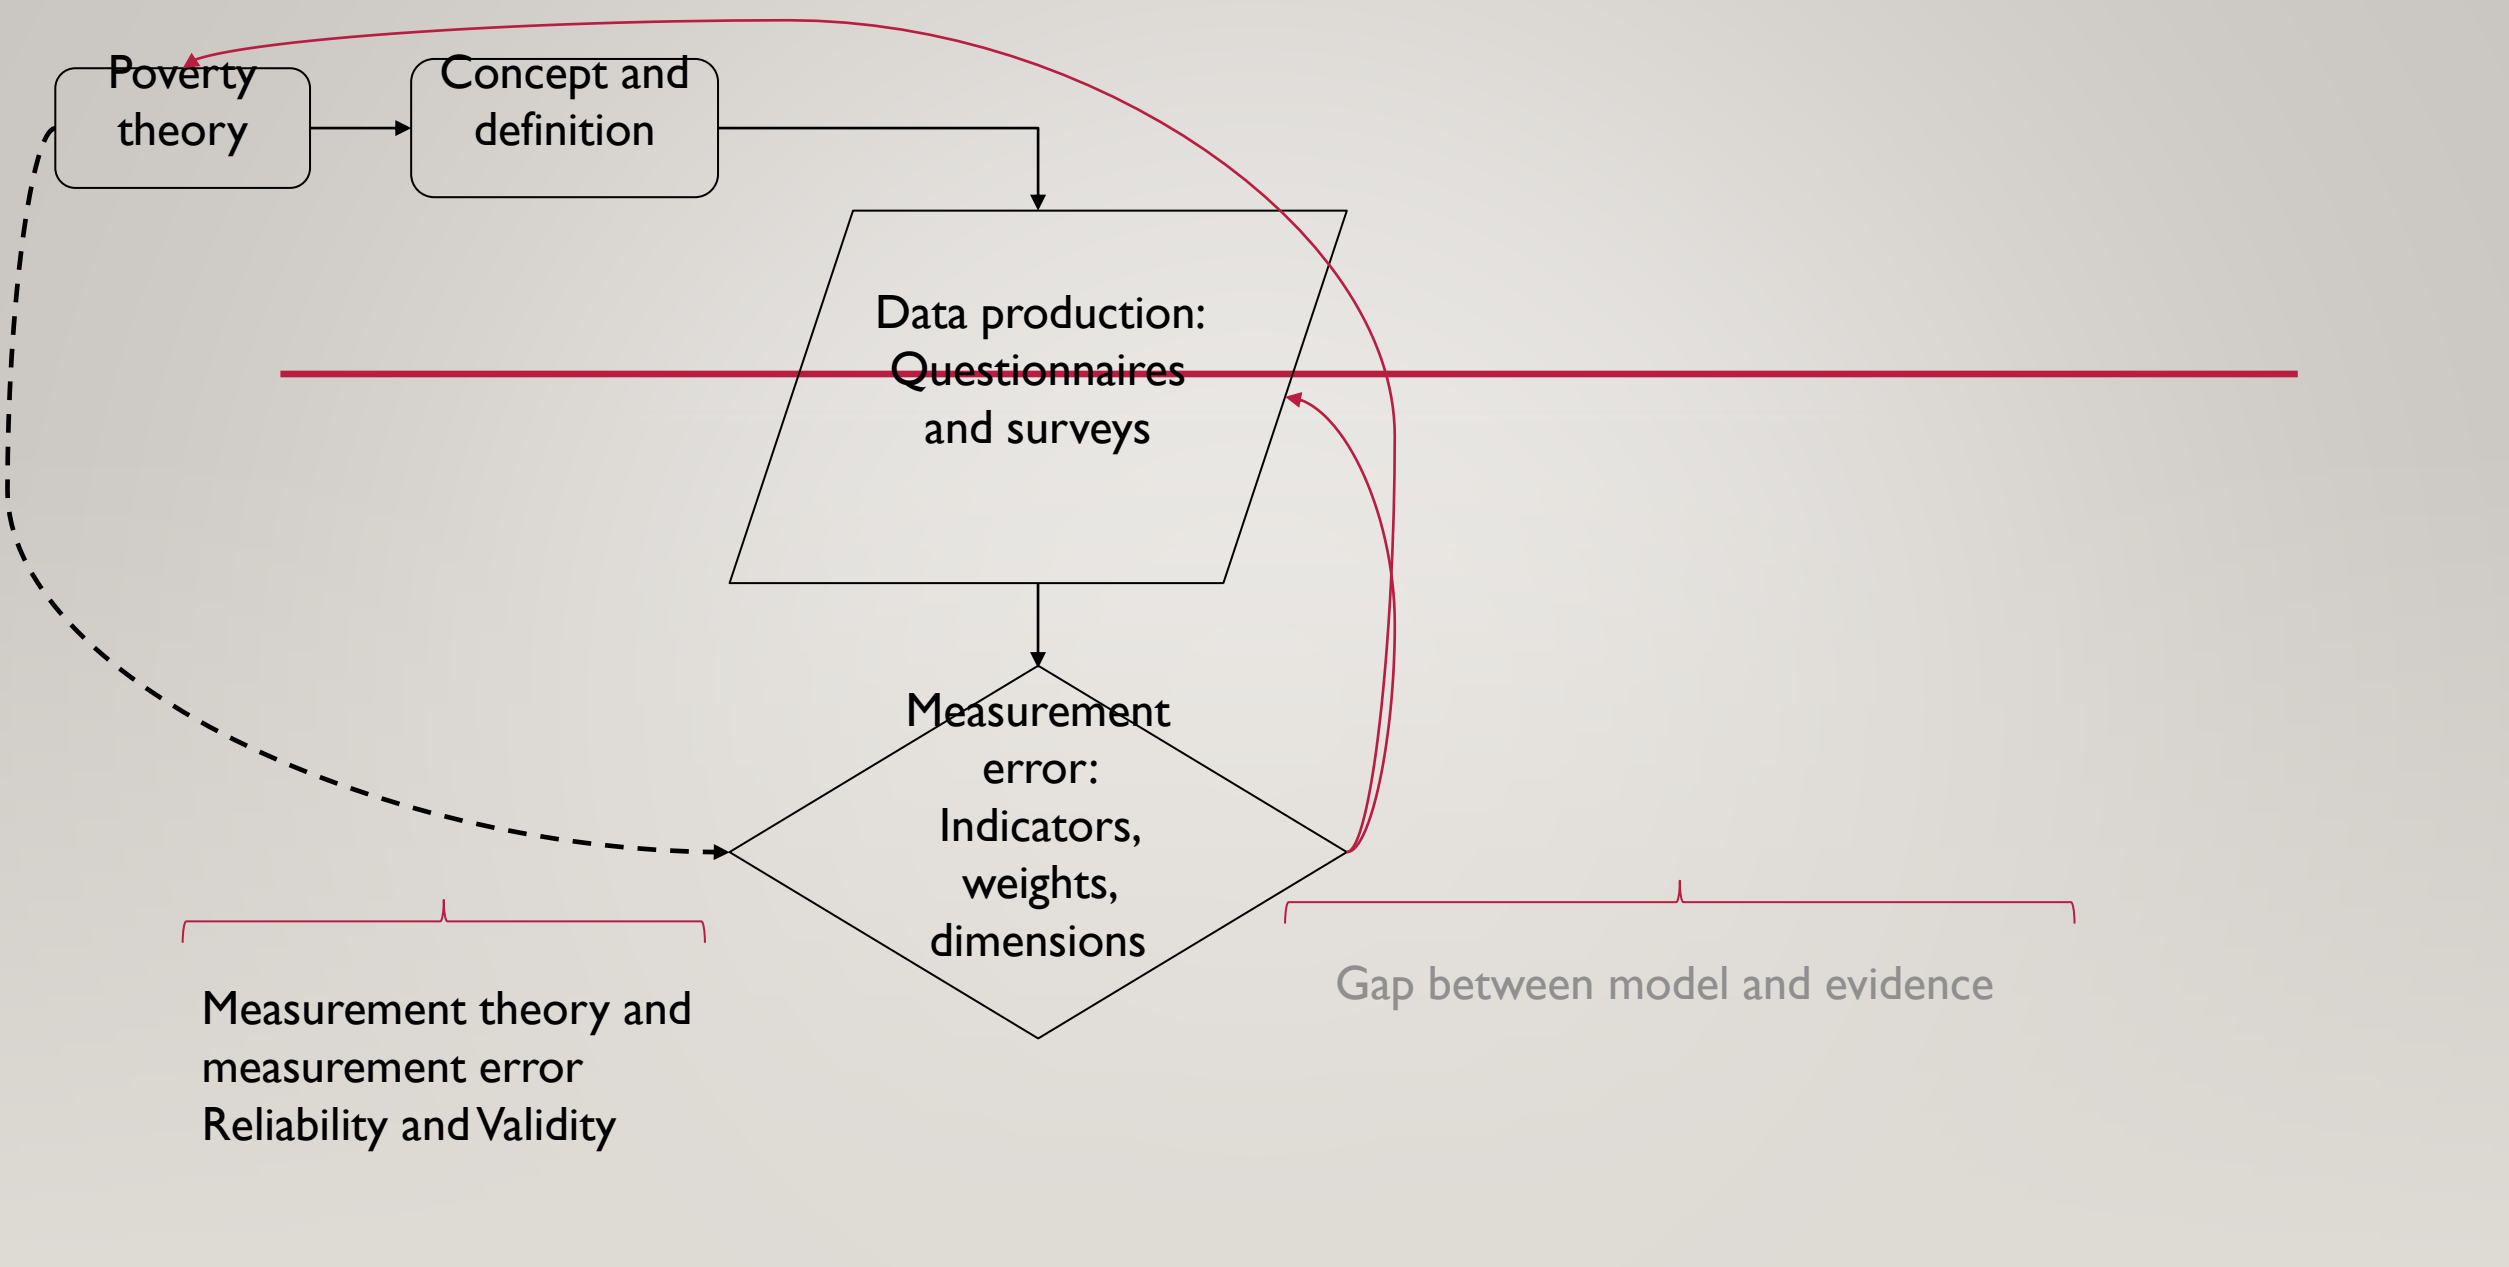 Poverty
theory
Concept and
definition
Data production:
Questionnaires
and surveys
Measurement
error:
Indicators,
weights,
dimensions
Measurement theory and
measurement error
Reliability and Validity
Gap between model and evidence